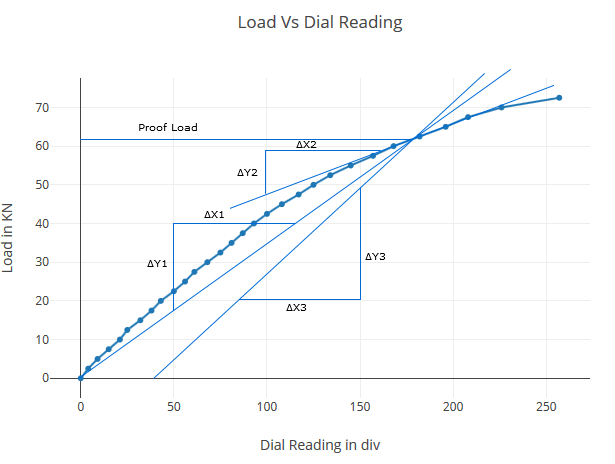 Load Vs Dial Reading
70
Proof Load
60
ΔX2
ΔY2
50
ΔX1
40
ΔY1
ΔY3
30
20
ΔX3
10
0
0 50 100 150 200 250
Load in KN
Dial Reading in div